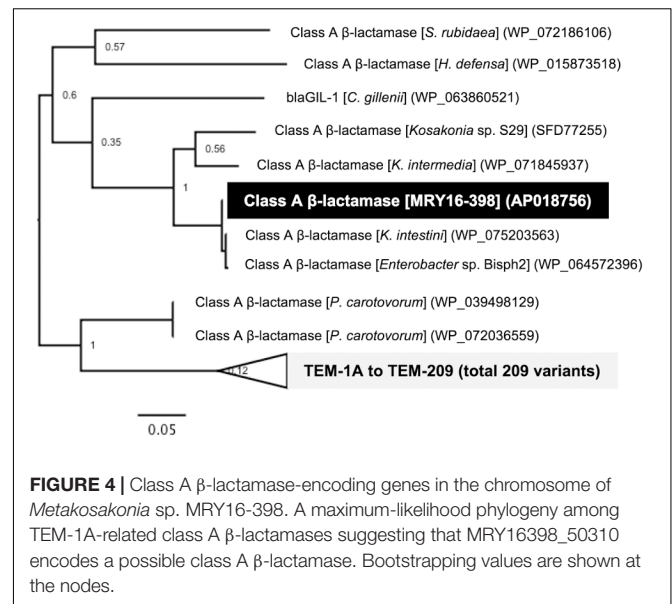 Class A β-lactamase [S. rubidaea] (WP_072186106)
0.57
Class A β-lactamase [H. defensa] (WP_015873518)
0.6
blaGIL-1 [C. gillenii] (WP_063860521)
0.35
Class A β-lactamase [Kosakonia sp. S29] (SFD77255)
0.56
Class A β-lactamase [K. intermedia] (WP_071845937)
1
Class A β-lactamase [MRY16-398] (AP018756)
Class A β-lactamase [K. intestini] (WP_075203563)
Class A β-lactamase [Enterobacter sp. Bisph2] (WP_064572396)
Class A β-lactamase [P. carotovorum] (WP_039498129)
1
Class A β-lactamase [P. carotovorum] (WP_072036559)
0.12
TEM-1A to TEM-209 (total 209 variants)
0.05
FIGURE 4 | Class A β-lactamase-encoding genes in the chromosome of
Metakosakonia sp. MRY16-398. A maximum-likelihood phylogeny among
TEM-1A-related class A β-lactamases suggesting that MRY16398_50310
encodes a possible class A β-lactamase. Bootstrapping values are shown at
the nodes.